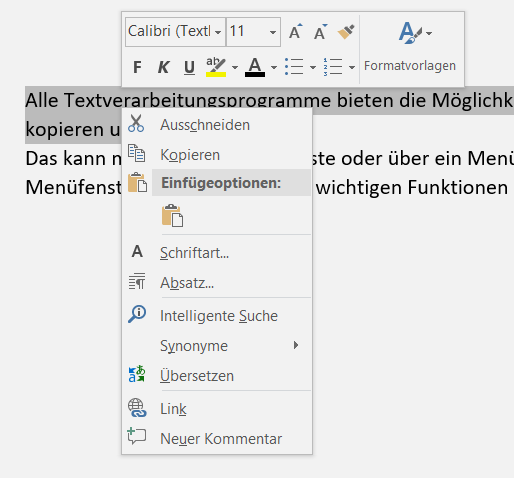 Calibri (Textl
11
A A
F K U ab A
Formatvorlagen
Alle Textverarbeitungsprogramme bieten die Möglichk
kopieren u
Das kann ste oder über ein Menü
Menüfenst wichtigen Funktionen
Ausschneiden
Kopieren
Einfügeoptionen:
A Schriftart...
Absatz...
Intelligente Suche
Synonyme
Übersetzen
Link
Neuer Kommentar